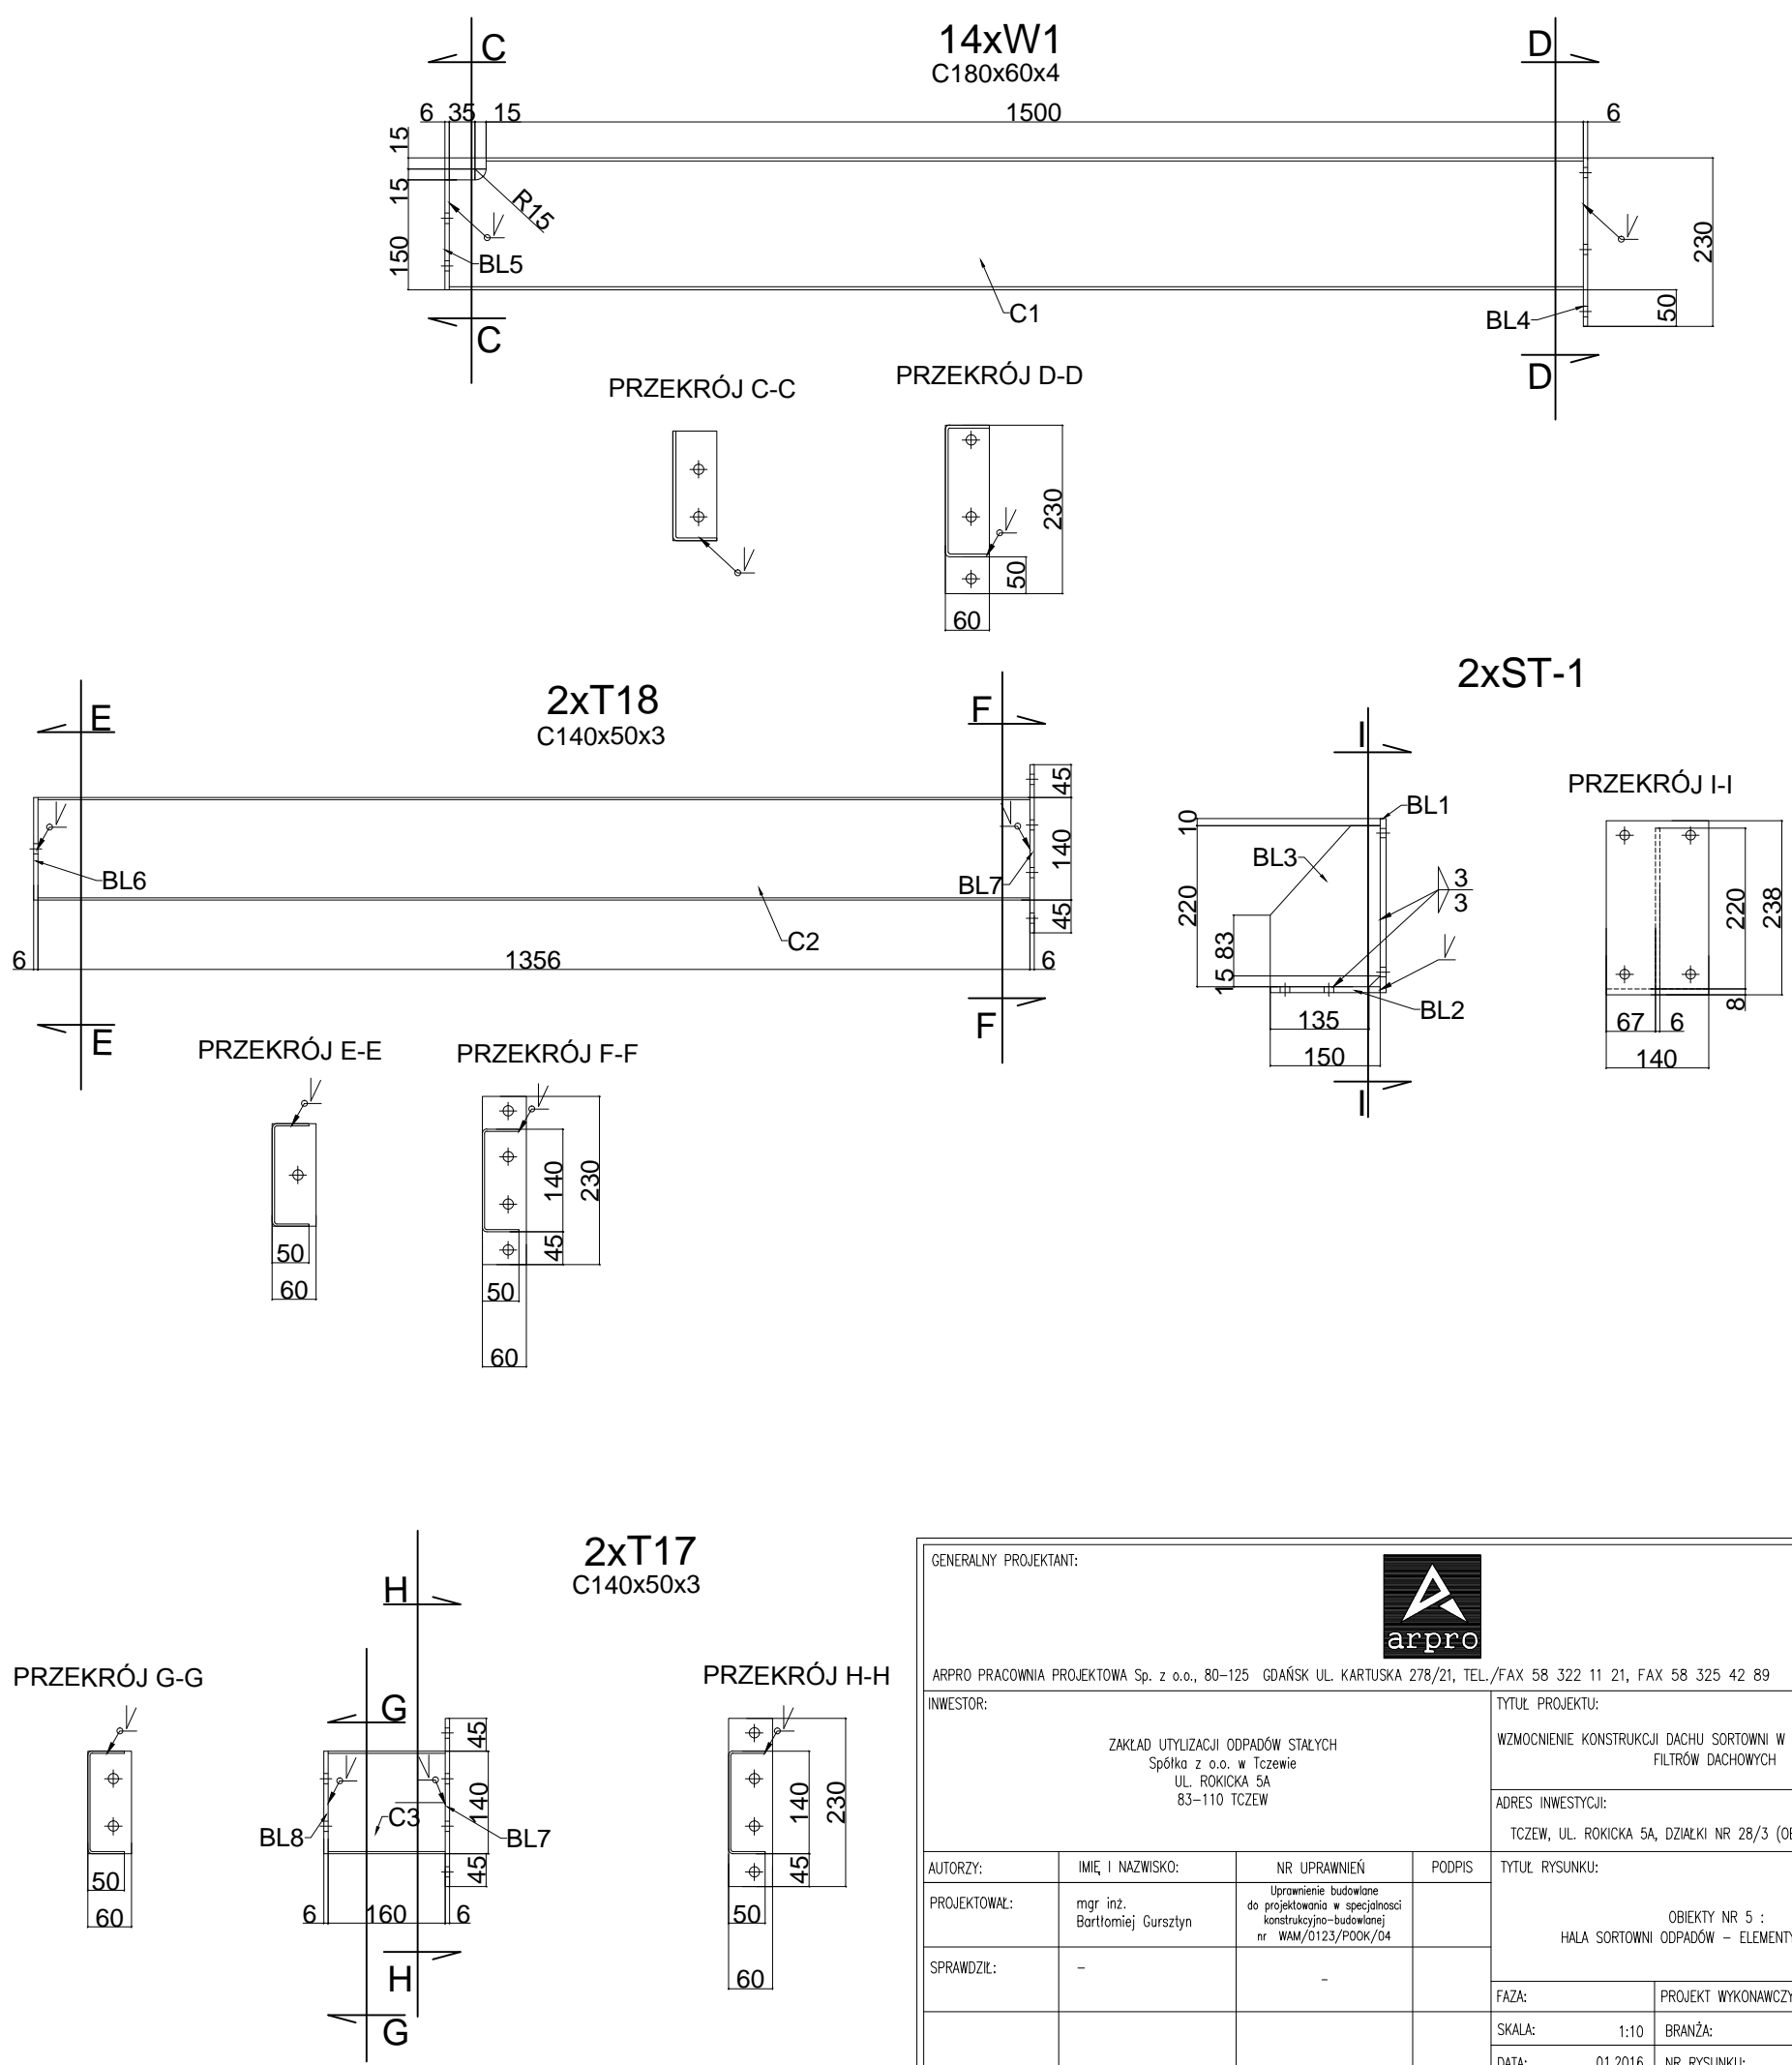 14xW1
C180x60x4
C
D
6 35 15 1500 6
15
15
150
R15
BL5
C1
BL4
230
50
C
D
PRZEKRÓJ C-C
PRZEKRÓJ D-D
230
50
60
2xT18
C140x50x3
E
F
45
140
45
BL6
BL7
C2
6 1356 6
E
F
PRZEKRÓJ E-E
50
60
PRZEKRÓJ F-F
140
230
45
50
60
2xST-1
I
BL1
10
BL3
220
3
3
83
15
BL2
135
150
I
PRZEKRÓJ I-I
220
238
8
67 6
140
2xT17
C140x50x3
H
G
PRZEKRÓJ G-G
50
60
45
140
45
C3
BL8
BL7
6 160 6
H
G
PRZEKRÓJ H-H
140
230
45
50
60
GENERALNY PROJEKTANT:
arpro
ARPRO PRACOWNIA PROJEKTOWA Sp. z o.o., 80-125 GDAŃSK UL. KARTUSKA 278/21, TEL./FAX 58 322 11 21, FAX 58 325 42 89
INWESTOR:
ZAKŁAD UTYLIZACJI ODPADÓW STAŁYCH
Spółka z o.o. w Tczewie
UL. ROKICKA 5A
83-110 TCZEW
TYTUŁ PROJEKTU:
WZMOCNIENIE KONSTRUKCJI DACHU SORTOWNI W
FILTRÓW DACHOWYCH
ADRES INWESTYCJI:
TCZEW, UL. ROKICKA 5A, DZIAŁKI NR 28/3
AUTORZY: IMIĘ I NAZWISKO: NR UPRAWNIEŃ PODPIS
PROJEKTOWAŁ:
mgr inż.
Bartłomiej Gursztyn
Uprawnienie budowlane
do projektowania w specjalnosci
konstrukcyjno-budowlanej
nr WAM/0123/POOK/04
SPRAWDZIŁ: - -
TYTUŁ RYSUNKU:
OBIEKTY NR 5 :
HALA SORTOWNI ODPADÓW - ELEMENTY
FAZA: PROJEKT WYKONAWCZY
SKALA: 1:10 BRANŻA:
DATA: 01.2016 NR RYSUNKU: